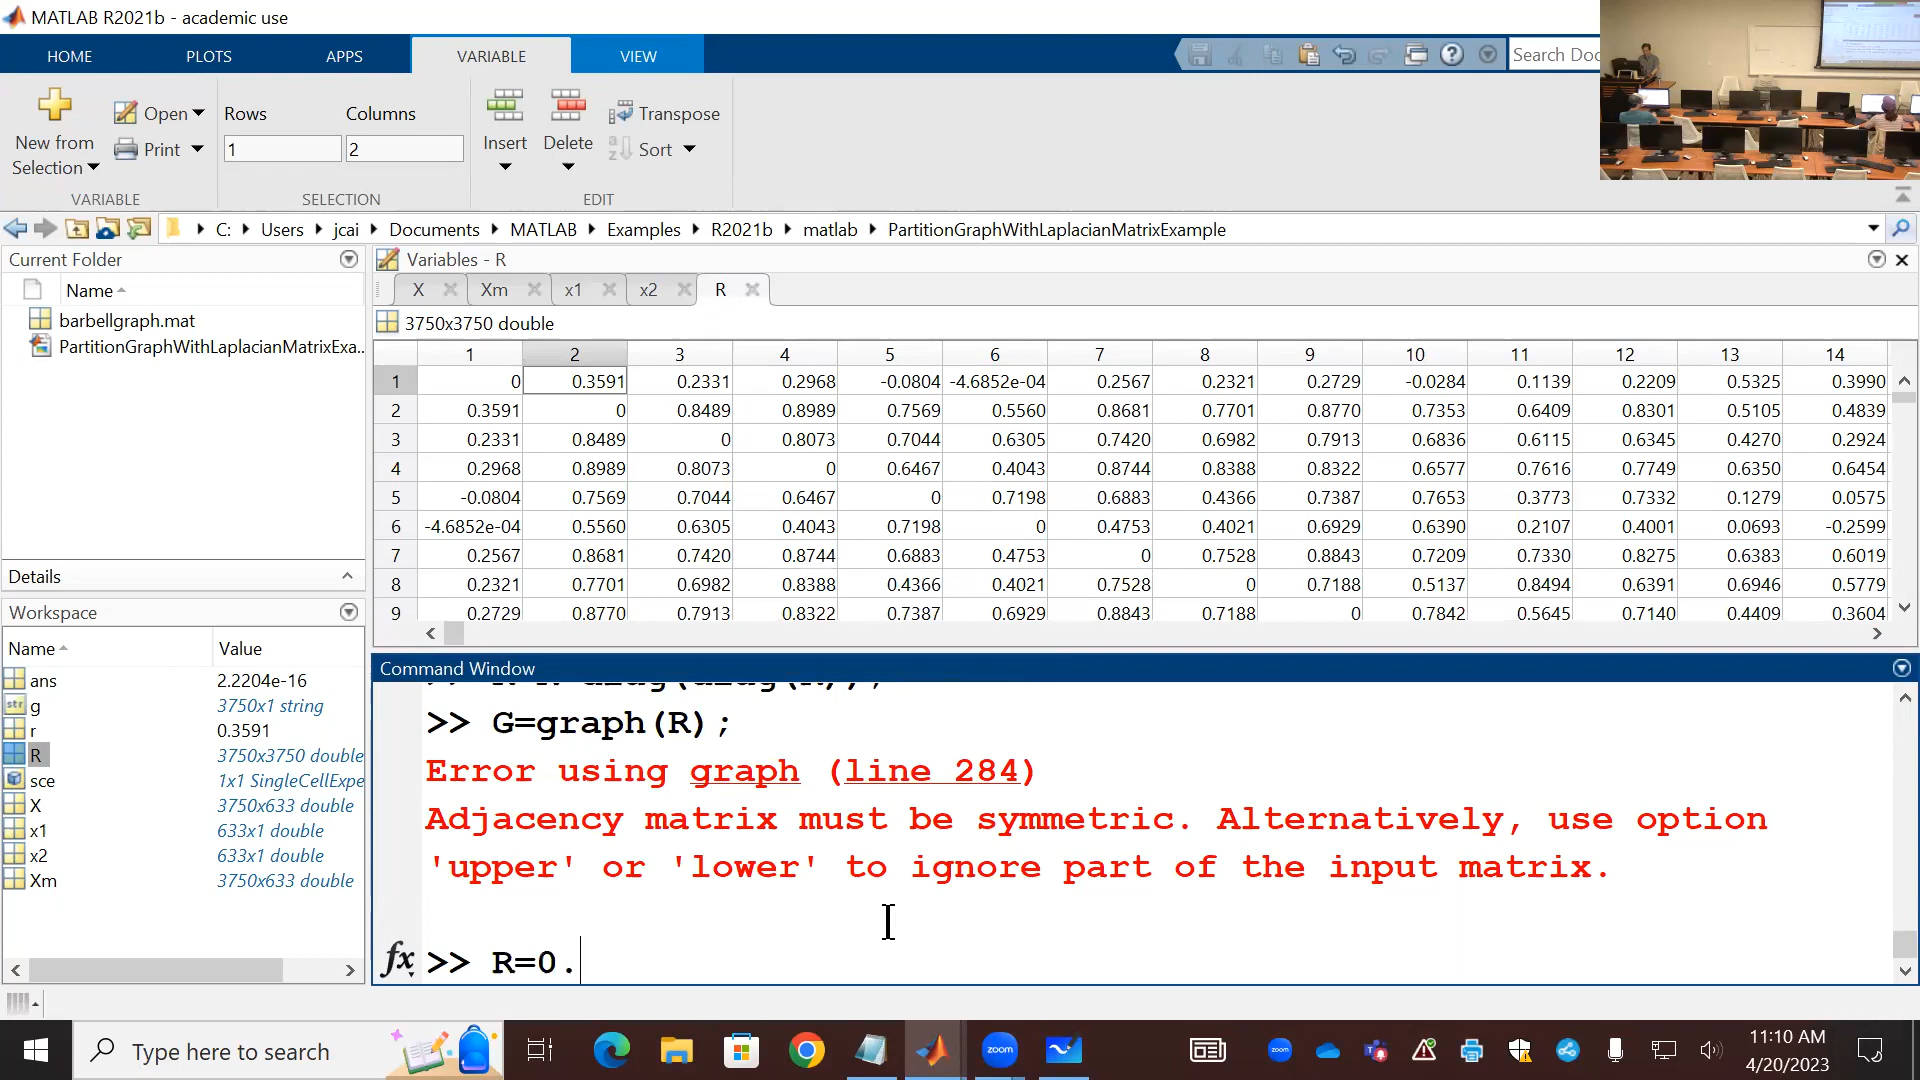 MATLAB R2021b - academic use
HOME PLOTS APPS VARIABLE VIEW
Search Doc
New from
Selection
Open
Print
Rows Columns
1 2
Insert
Delete
Transpose
Sort
VARIABLE SELECTION EDIT
C: Users jcai Documents MATLAB Examples R2021b matlab PartitionGraphWithLaplacianMatrixExample
Current Folder
Name
barbellgraph.mat
PartitionGraphWithLaplacianMatrixExa...
Details
Workspace
Name Value
ans 2.2204e-16
g 3750x1 string
r 0.3591
R 3750x3750 double
sce 1x1 SingleCellExpe
X 3750x633 double
x1 633x1 double
x2 633x1 double
Xm 3750x633 double
Variables - R
X Xm x1 x2 R
3750x3750 double
1 2 3 4 5 6 7 8 9 10 11 12 13 14
1 0 0.3591 0.2331 0.2968 -0.0804 -4.6852e-04 0.2567 0.2321 0.2729 -0.0284 0.1139 0.2209 0.5325 0.3990
2 0.3591 0 0.8489 0.8989 0.7569 0.5560 0.8681 0.7701 0.8770 0.7353 0.6409 0.8301 0.5105 0.4839
3 0.2331 0.8489 0 0.8073 0.7044 0.6305 0.7420 0.6982 0.7913 0.6836 0.6115 0.6345 0.4270 0.2924
4 0.2968 0.8989 0.8073 0 0.6467 0.4043 0.8744 0.8388 0.8322 0.6577 0.7616 0.7749 0.6350 0.6454
5 -0.0804 0.7569 0.7044 0.6467 0 0.7198 0.6883 0.4366 0.7387 0.7653 0.3773 0.7332 0.1279 0.0575
6 -4.6852e-04 0.5560 0.6305 0.4043 0.7198 0 0.4753 0.4021 0.6929 0.6390 0.2107 0.4001 0.0693 -0.2599
7 0.2567 0.8681 0.7420 0.8744 0.6883 0.4753 0 0.7528 0.8843 0.7209 0.7330 0.8275 0.6383 0.6019
8 0.2321 0.7701 0.6982 0.8388 0.4366 0.4021 0.7528 0 0.7188 0.5137 0.8494 0.6391 0.6946 0.5779
9 0.2729 0.8770 0.7913 0.8322 0.7387 0.6929 0.8843 0.7188 0 0.7842 0.5645 0.7140 0.4409 0.3604
Command Window
>> G=graph(R);
Error using graph (line 284)
Adjacency matrix must be symmetric. Alternatively, use option
'upper' or 'lower' to ignore part of the input matrix.
fx >> R=0.
Type here to search
zoom
zoom
11:10 AM
4/20/2023